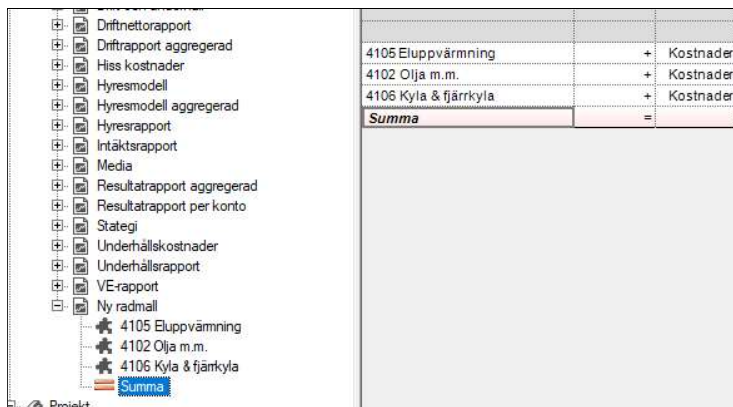 Driftnettorapport
Driftrapport aggregerad
Hiss kostnader
Hyresmodell
Hyresmodell aggregerad
Hyresrapport
Intäktsrapport
Media
Resultatrapport aggregerad
Resultatrapport per konto
Stategi
Underhållskostnader
Underhållsrapport
VE-rapport
Ny radmall
4105 Eluppvärmning
4102 Olja m.m.
4106 Kyla & fjärrkyla
Summa
Projekt
4105 Eluppvärmning + Kostnader
4102 Olja m.m. + Kostnader
4106 Kyla & fjärrkyla + Kostnader
Summa =